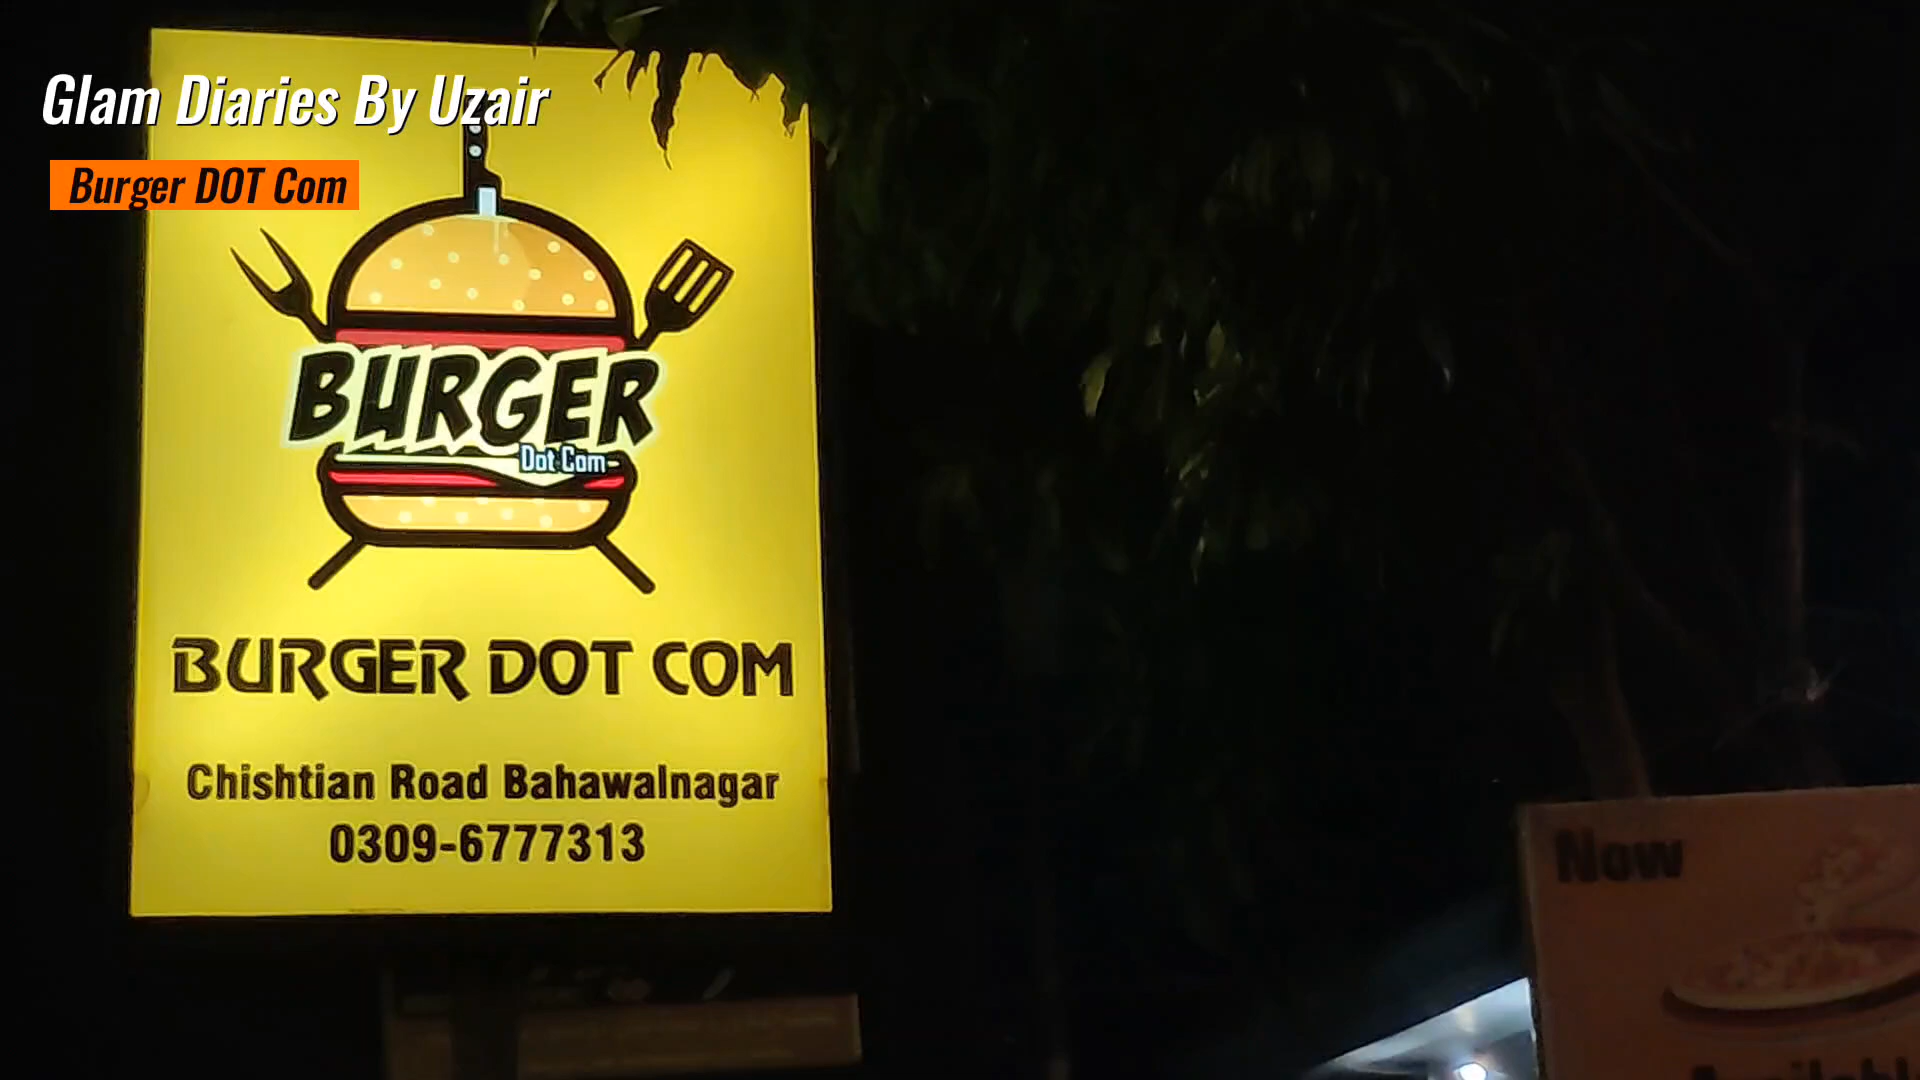 Glam Diaries By Uzair
Burger DOT Com
BURGER
Dot Com
BURGER DOT COM
Chishtian Road Bahawalnagar
0309-6777313
Now